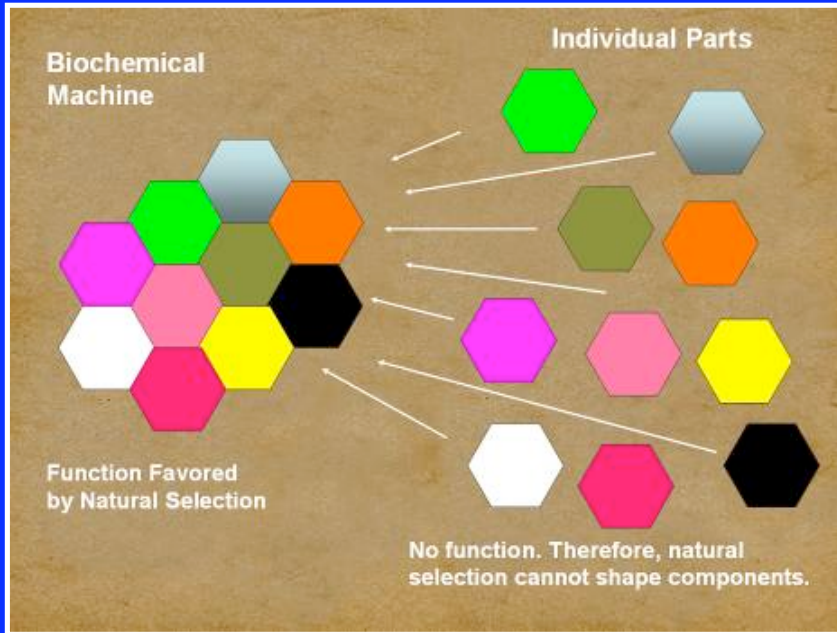 Individual Parts
Biochemical
Machine
Function Favored
by Natural Selection
No function. Therefore, natural
selection cannot shape components.